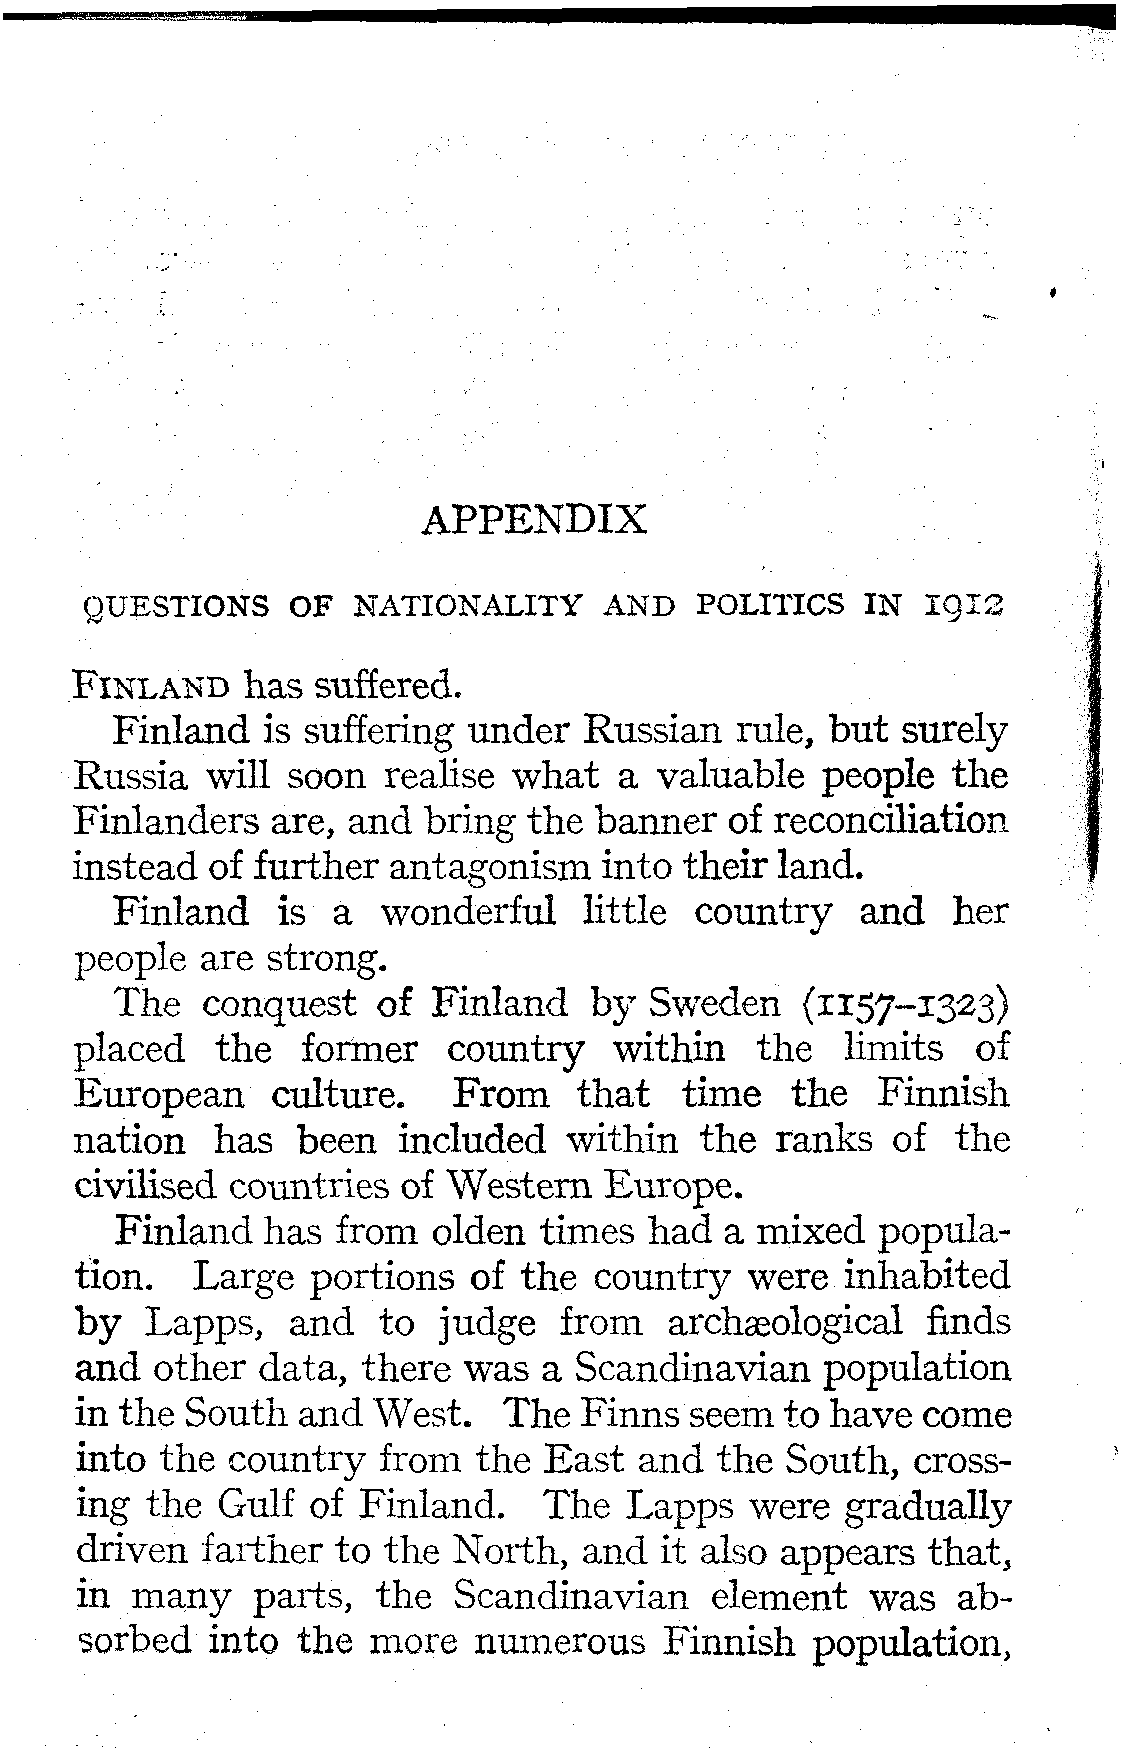 APPENDIX
QUESTIONS OF NATIONALITY AND POLITICS IN 1912
FINLAND has suffered.
Finland is suffering under Russian rule, but surely
Russia will soon realise what a valuable people the
Finlanders are, and bring the banner of reconciliation
instead of further antagonism into their land.
Finland is a wonderful little country and her
people are strong.
The conquest of Finland by Sweden (1157–1323)
placed the former country within the limits of
European culture. From that time the Finnish
nation has been included within the ranks of the
civilised countries of Western Europe.
Finland has from olden times had a mixed popula-
tion. Large portions of the country were inhabited
by Lapps, and to judge from archæological finds
and other data, there was a Scandinavian population
in the South and West. The Finns seem to have come
into the country from the East and the South, cross-
ing the Gulf of Finland. The Lapps were gradually
driven farther to the North, and it also appears that,
in many parts, the Scandinavian element was ab-
sorbed into the more numerous Finnish population,